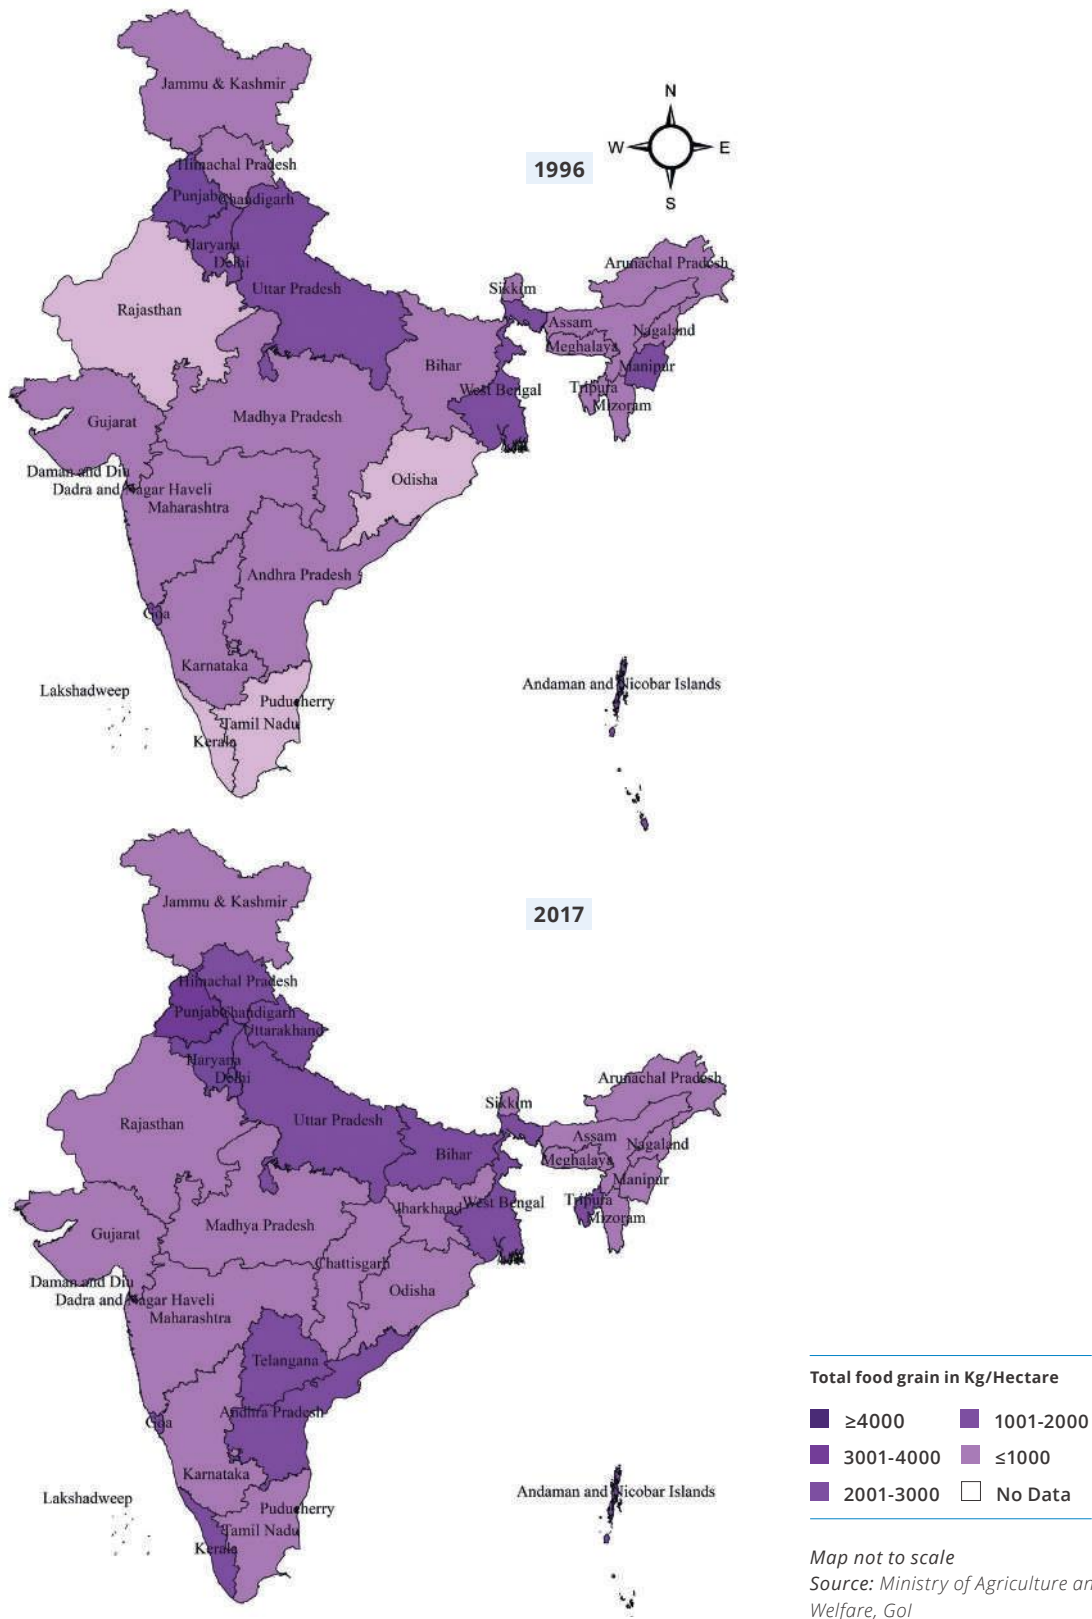 Jammu & Kashmir
N
Himachal Pradesh
W
E
1996
Punjab
Chandigarh
S
Haryana
Delhi
Arunachal Pradesh
Uttar Pradesh
Sikkim
Rajasthan
Assam
Nagaland
Meghalaya
Bihar
Manipur
West Bengal
Tripura
Mizoram
Madhya Pradesh
Gujarat
Daman and Diu
Odisha
Dadra and Nagar Haveli
Maharashtra
Andhra Pradesh
Goa
Karnataka
Lakshadweep
Andaman and Nicobar Islands
Puducherry
Tamil Nadu
Kerala
Jammu & Kashmir
2017
Himachal Pradesh
Punjab
Chandigarh
Uttarakhand
Haryana
Delhi
Arunachal Pradesh
Sikkim
Rajasthan
Uttar Pradesh
Assam
Nagaland
Bihar
Meghalaya
Manipur
Jharkhand
West Bengal
Tripura
Mizoram
Madhya Pradesh
Gujarat
Chattisgarh
Daman and Diu
Odisha
Dadra and Nagar Haveli
Maharashtra
Telangana
Andhra Pradesh
Goa
Karnataka
Lakshadweep
Andaman and Nicobar Islands
Puducherry
Tamil Nadu
Kerala
Total food grain in Kg/Hectare
≥4000
1001-2000
3001-4000
≤1000
2001-3000
No Data
Map not to scale
Source: Ministry of Agriculture
Welfare, GoI